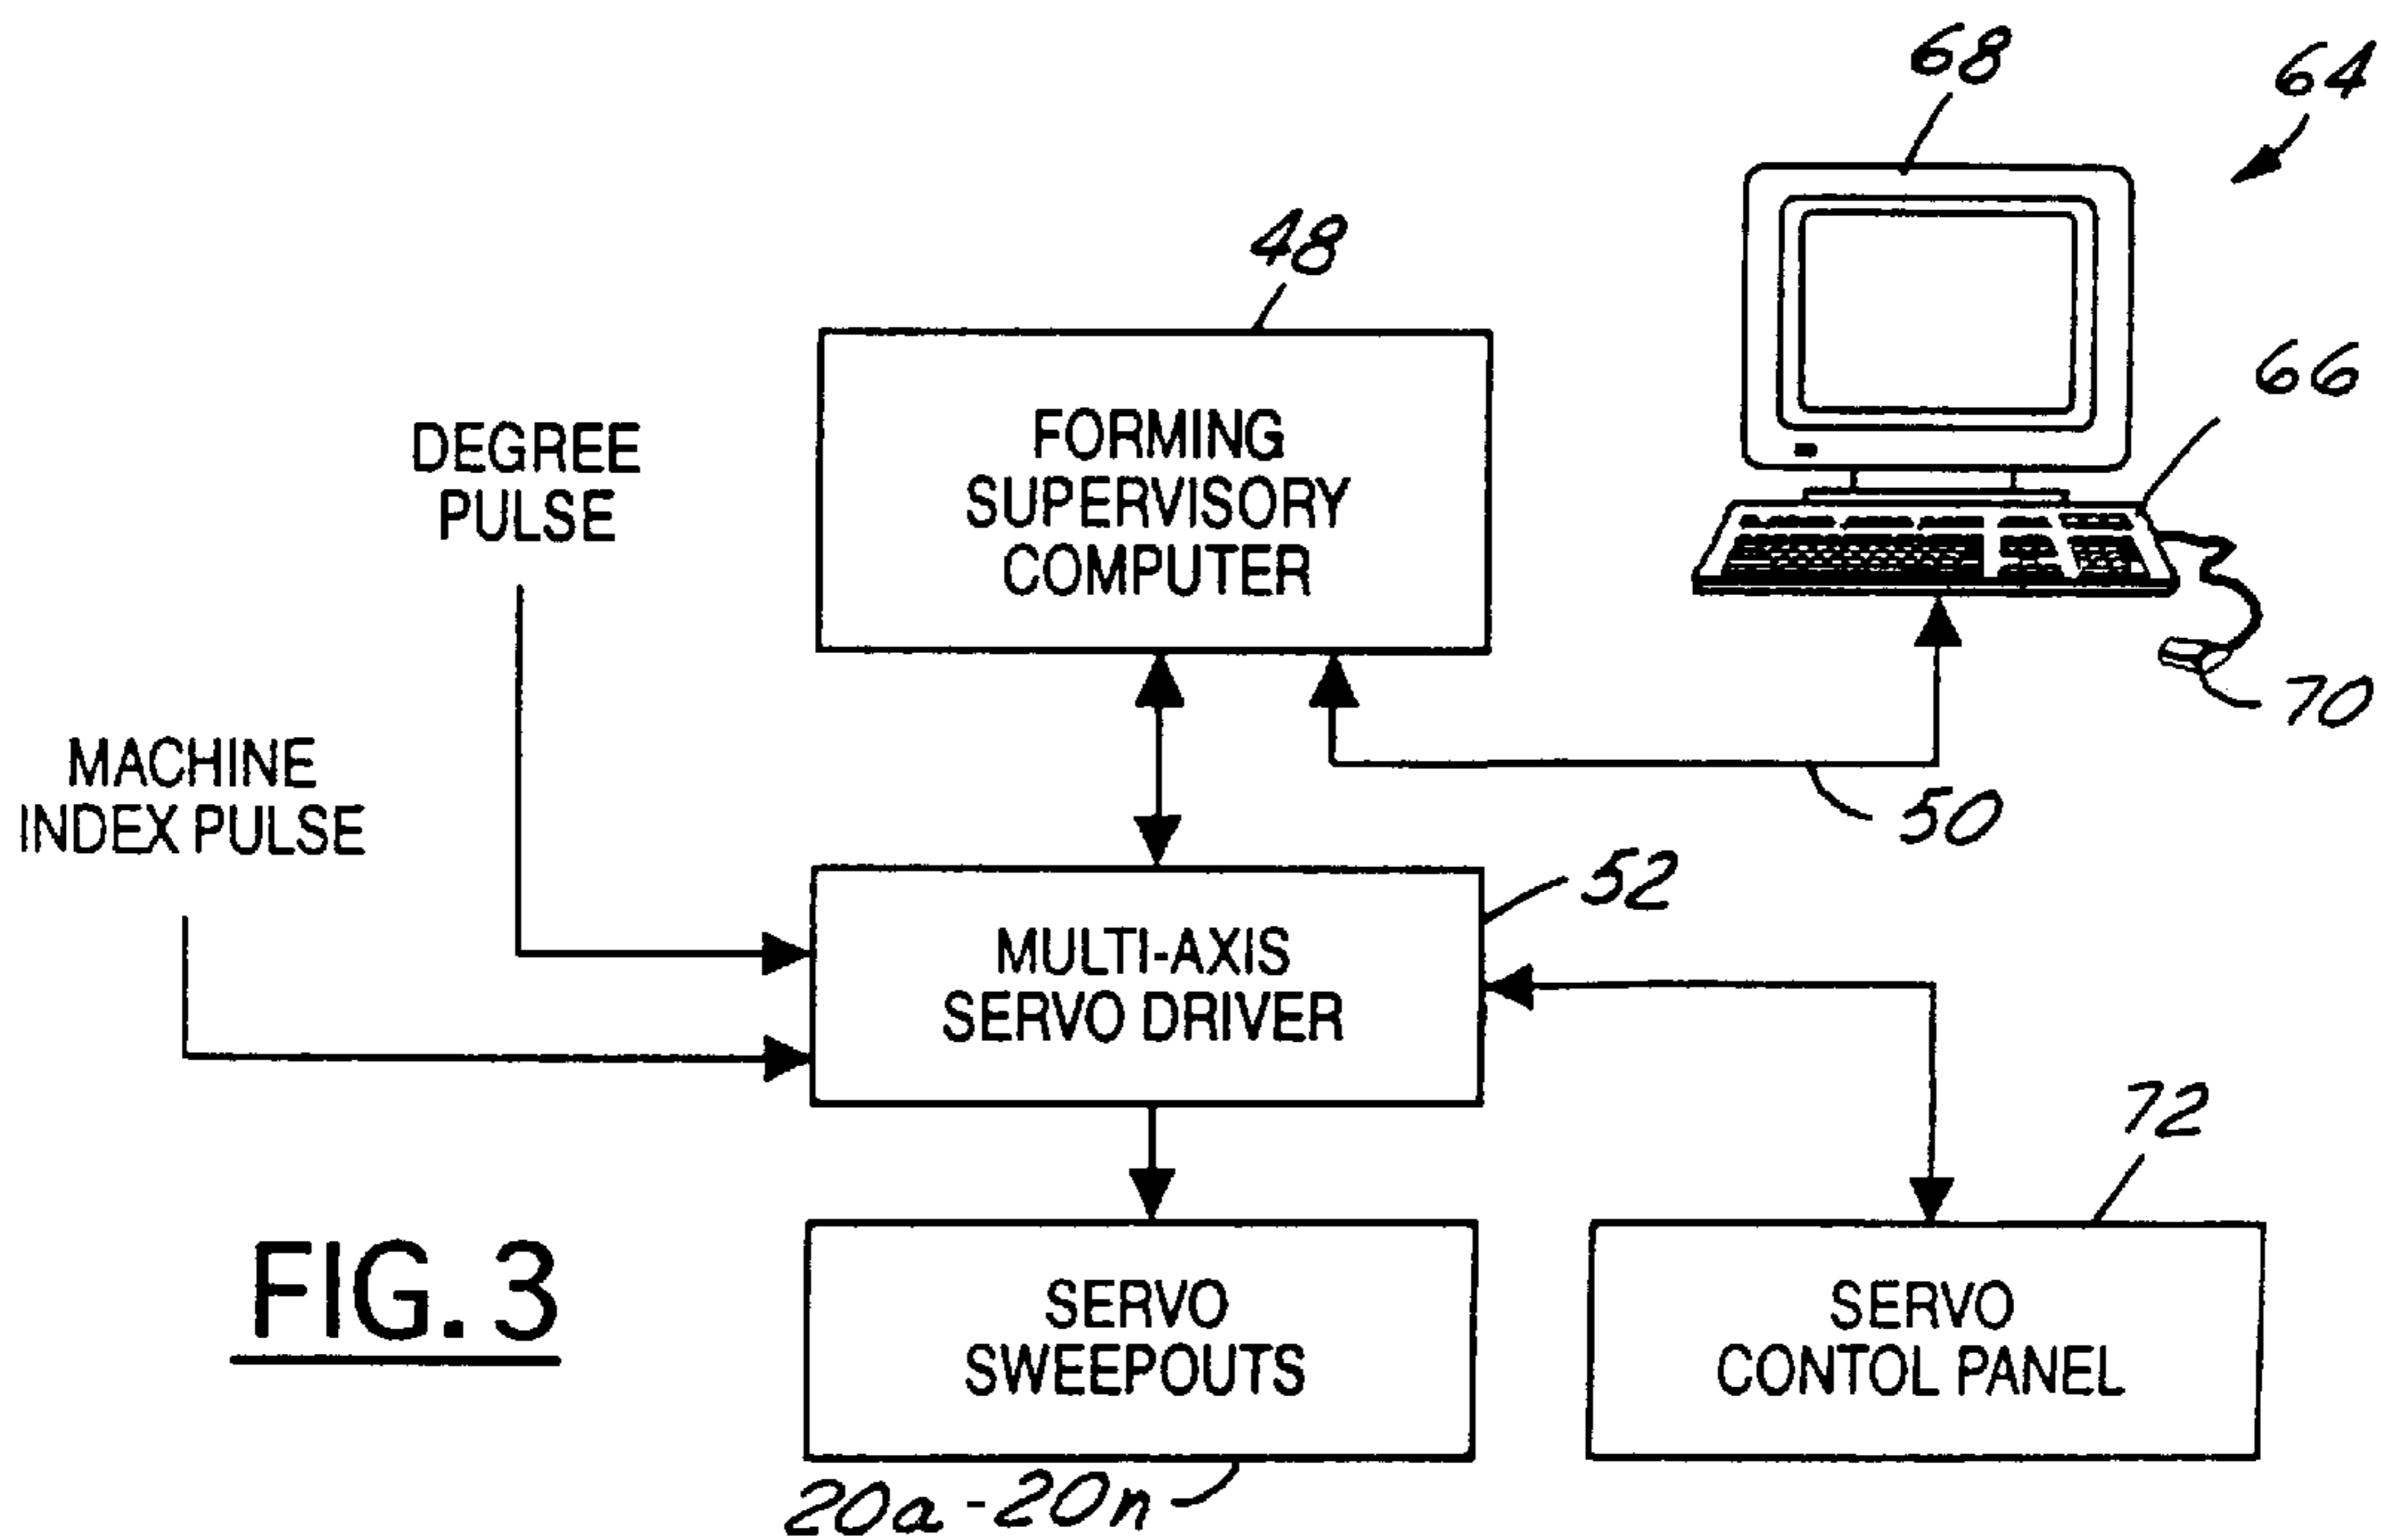 68
64
48
66
FORMING
SUPERVISORY
COMPUTER
DEGREE
PULSE
70
MACHINE
INDEX PULSE
50
52
MULTI-AXIS
SERVO DRIVER
72
FIG. 3
SERVO
SWEEPOUTS
SERVO
CONTOL PANEL
20a - 20n